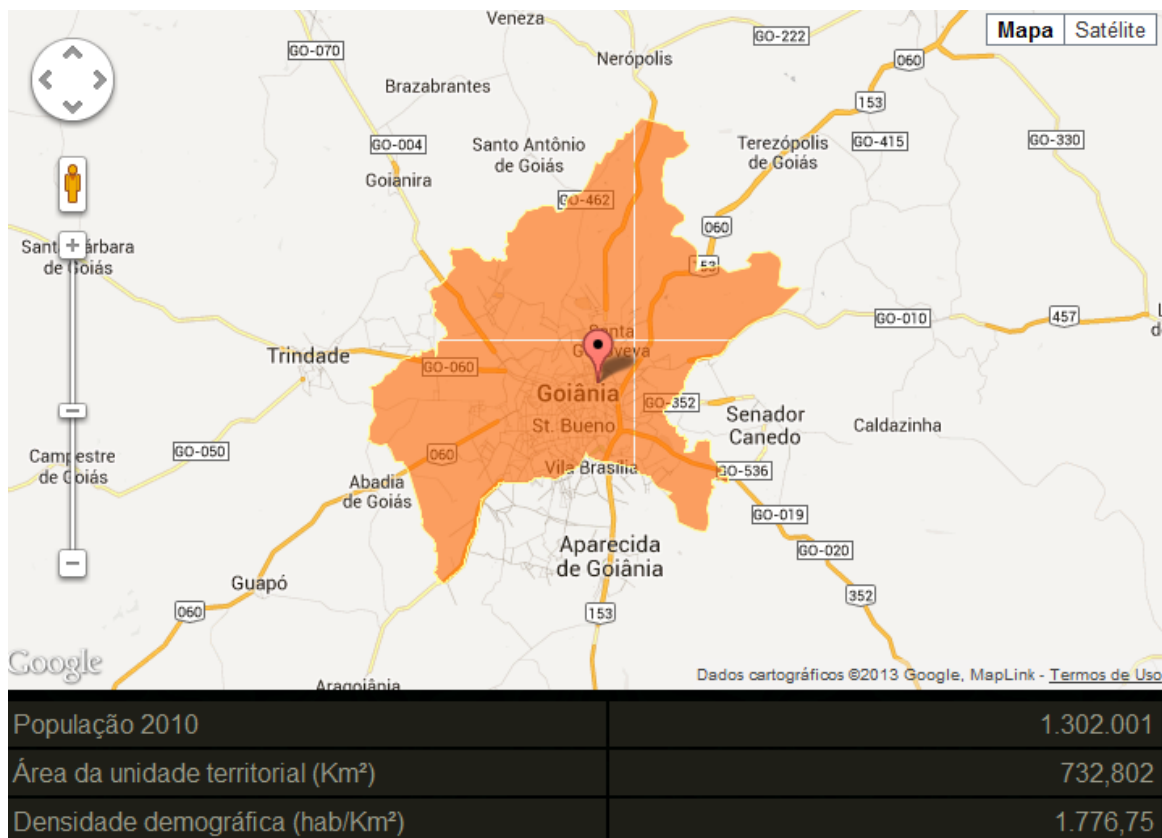 Veneza
GO-222
Mapa
Satélite
GO-070
Nerópolis
060
Brazabrantes
153
GO-004
Santo Antônio
de Goiás
Terezópolis
de Goiás
GO-415
GO-330
Goianira
GO-462
060
Santa Bárbara
de Goiás
153
GO-010
457
Santa
Genoveva
Trindade
GO-060
Goiânia
GO-352
Senador
Canedo
St. Bueno
Caldazinha
GO-050
060
Campestre
de Goiás
Vila Brasília
GO-536
Abadia
de Goiás
GO-019
Aparecida
de Goiânia
GO-020
Guapó
352
060
153
Google
Aragoiânia
Dados cartográficos ©2013 Google, MapLink - Termos de Uso
População 2010 1.302.001
Área da unidade territorial (Km²) 732,802
Densidade demográfica (hab/Km²) 1.776,75